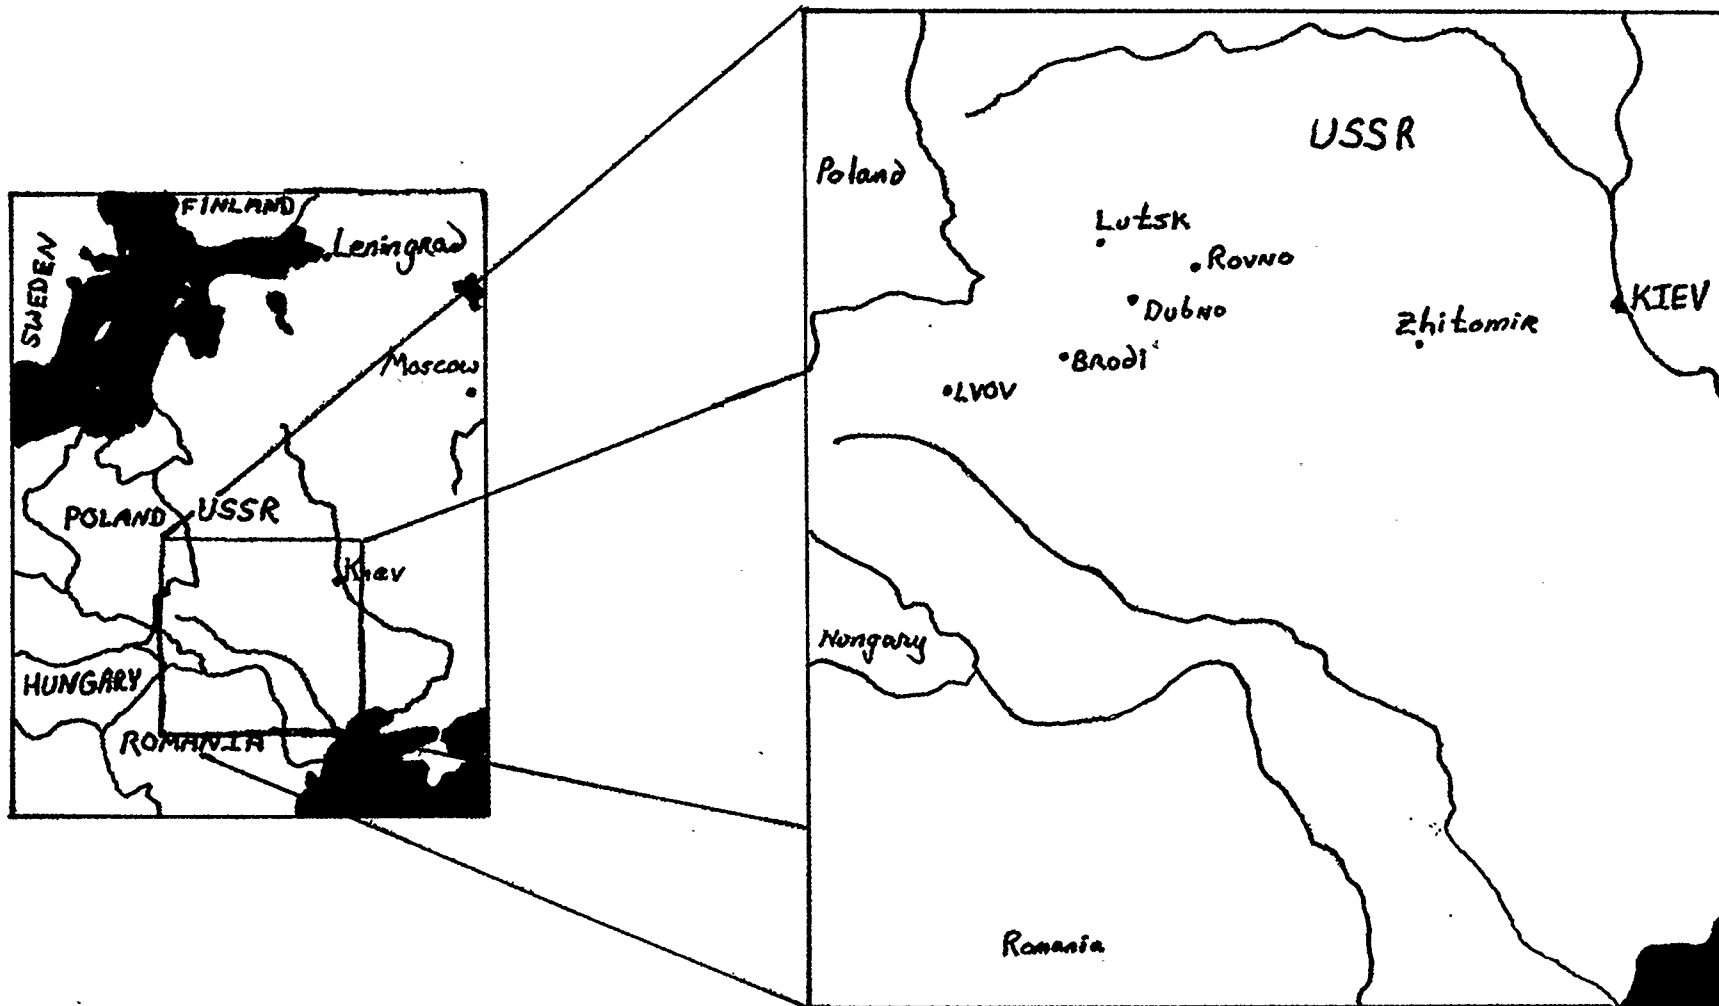 FINLAND
SWEDEN
Leningrad
Moscow
POLAND
USSR
Kiev
HUNGARY
ROMANIA
USSR
Poland
Lutsk
Rovno
Dubno
KIEV
Zhitomir
Brodi
LVOV
Hungary
Romania